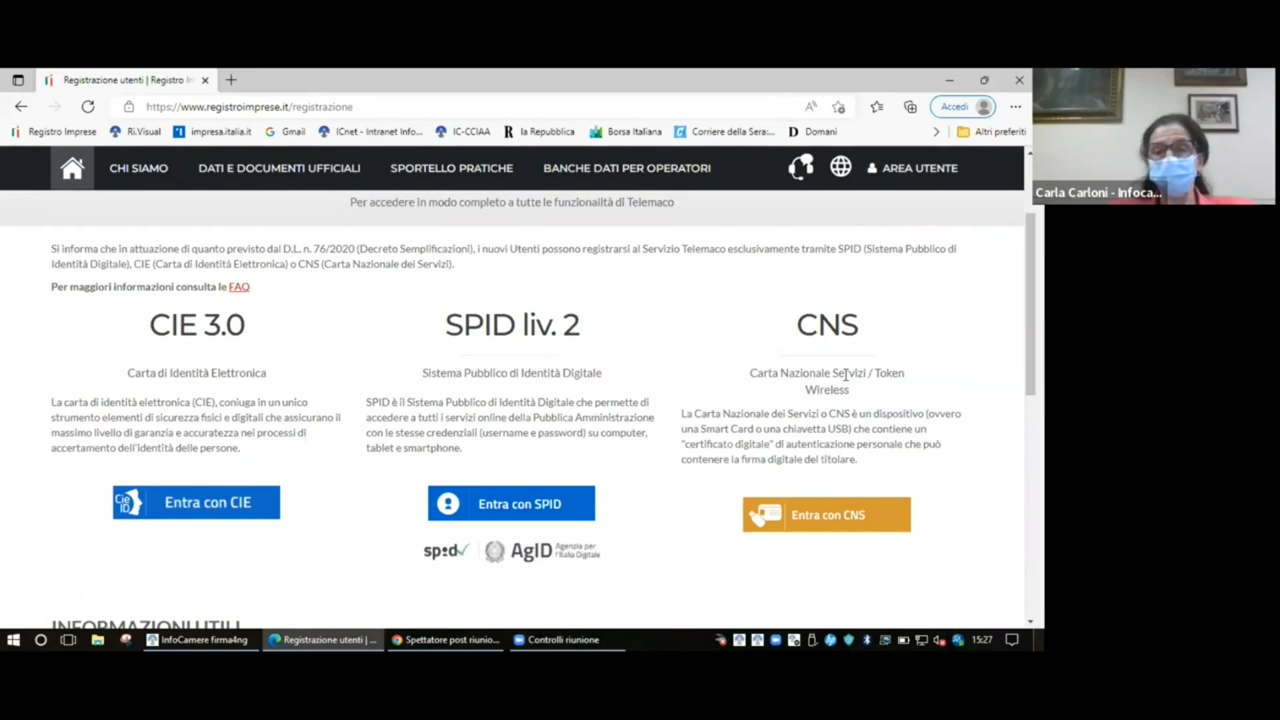 Registrazione utenti | Registro In
https://www.registroimprese.it/registrazione
Accedi
Registro Imprese
Ri.Visual
impresa.italia.it
Gmail
ICnet - Intranet Info...
IC-CCIAA
la Repubblica
Borsa Italiana
Corriere della Sera:...
Domani
Altri preferiti
CHI SIAMO
DATI E DOCUMENTI UFFICIALI
SPORTELLO PRATICHE
BANCHE DATI PER OPERATORI
AREA UTENTE
Carla Carloni - Infoca...
Per accedere in modo completo a tutte le funzionalità di Telemaco
Si informa che in attuazione di quanto previsto dal D.L. n. 76/2020 (Decreto Semplificazioni), i nuovi Utenti possono registrarsi al Servizio Telemaco esclusivamente tramite SPID (Sistema Pubblico di
Identità Digitale), CIE (Carta di Identità Elettronica) o CNS (Carta Nazionale dei Servizi).
Per maggiori informazioni consulta le FAQ
CIE 3.0
Carta di Identità Elettronica
La carta di identità elettronica (CIE), coniuga in un unico
strumento elementi di sicurezza fisici e digitali che assicurano il
massimo livello di garanzia e accuratezza nei processi di
accertamento dell'identità delle persone.
CieID
Entra con CIE
SPID liv. 2
Sistema Pubblico di Identità Digitale
SPID è il Sistema Pubblico di Identità Digitale che permette di
accedere a tutti i servizi online della Pubblica Amministrazione
con le stesse credenziali (username e password) su computer,
tablet e smartphone.
Entra con SPID
spid
AgID Agenzia per
l'Italia Digitale
CNS
Carta Nazionale Servizi / Token
Wireless
La Carta Nazionale dei Servizi o CNS è un dispositivo (ovvero
una Smart Card o una chiavetta USB) che contiene un
"certificato digitale" di autenticazione personale che può
contenere la firma digitale del titolare.
Entra con CNS
INFORMAZIONI UTILI
InfoCamere firma4ng
Registrazione utenti | ...
Spettatore post riunio...
Controlli riunione
15:27